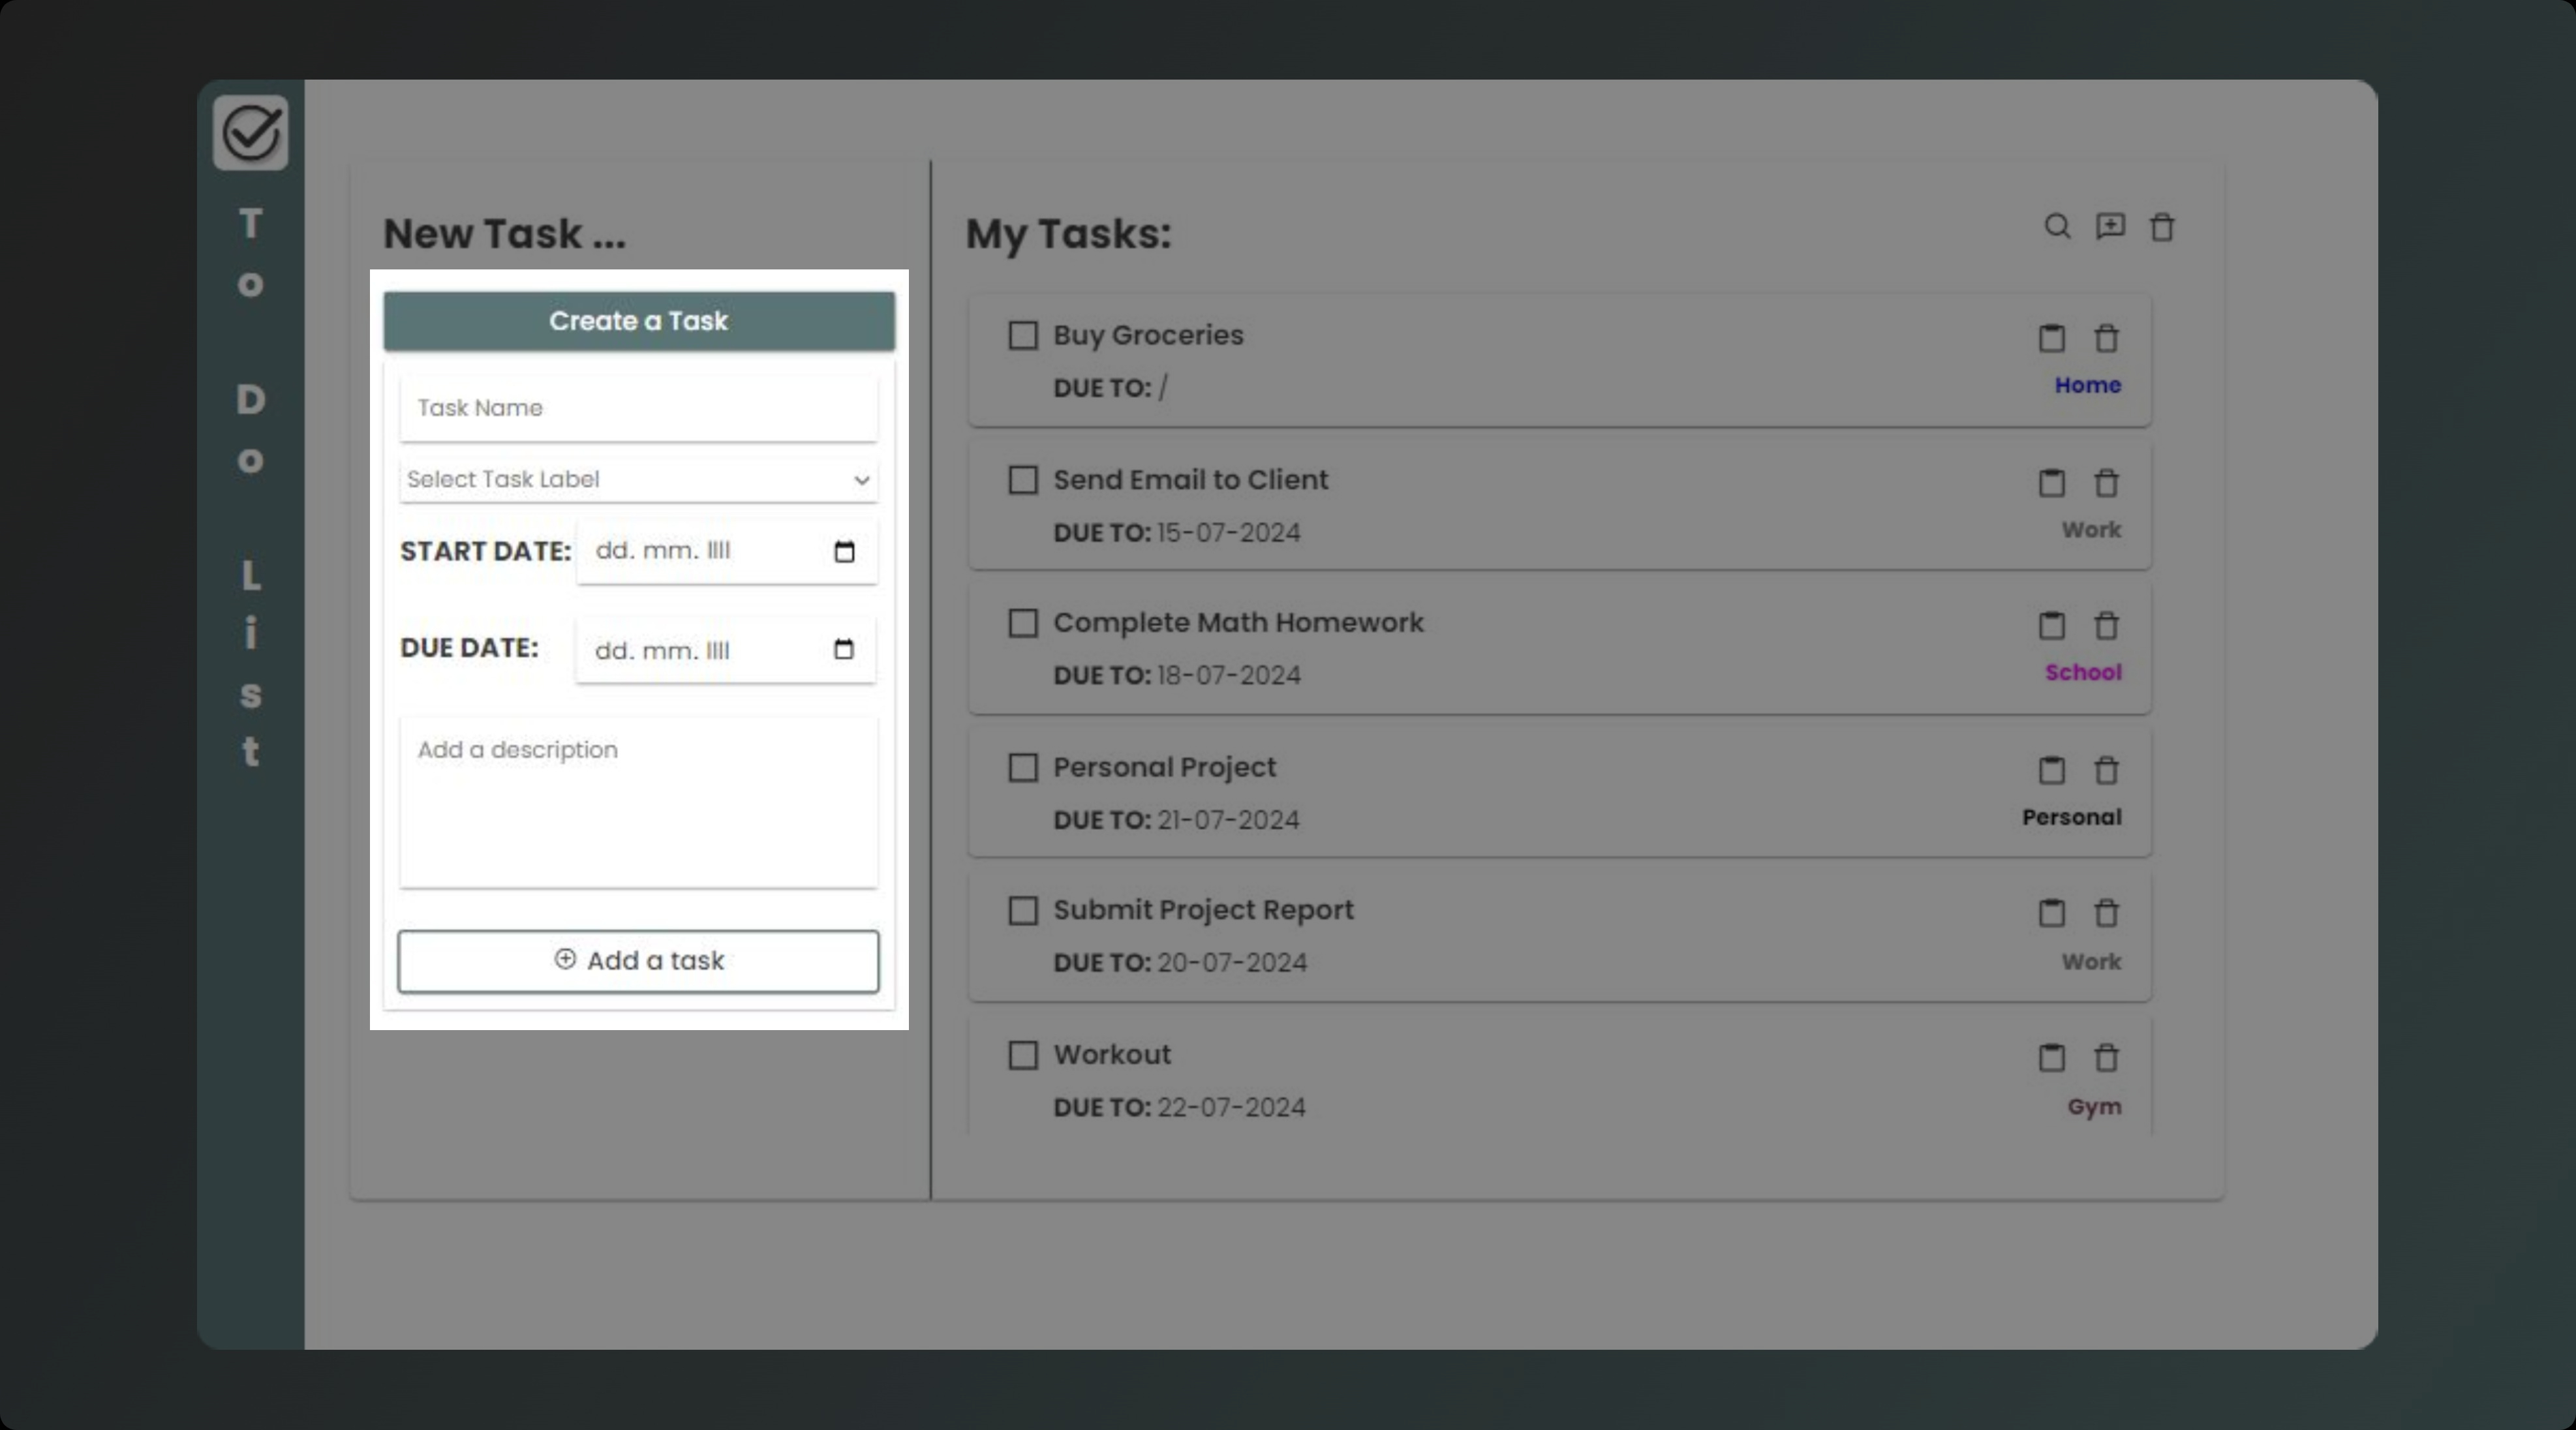 To Do List
New Task ...
Create a Task
Task Name
Select Task Label
START DATE: dd. mm. llll
DUE DATE: dd. mm. llll
Add a description
Add a task
My Tasks:
Buy Groceries
DUE TO: /
Home
Send Email to Client
DUE TO: 15-07-2024
Work
Complete Math Homework
DUE TO: 18-07-2024
School
Personal Project
DUE TO: 21-07-2024
Personal
Submit Project Report
DUE TO: 20-07-2024
Work
Workout
DUE TO: 22-07-2024
Gym